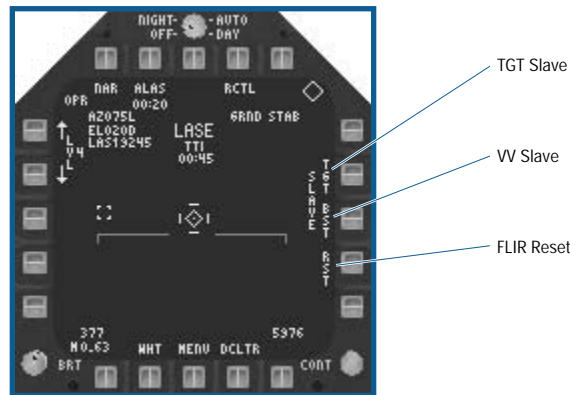 NIGHT- -AUTO
OFF- -DAY
NAR ALAS RCTL
OPR 00:20
AZ075L GRND STAB
EL020D
LAS19245
LASE
TTI
00:45
LVL
4
SLAVE
TGT
BST
RST
377 5976
M0.63
BRT WHT MENU DCLTR CONT
TGT Slave
VV Slave
FLIR Reset